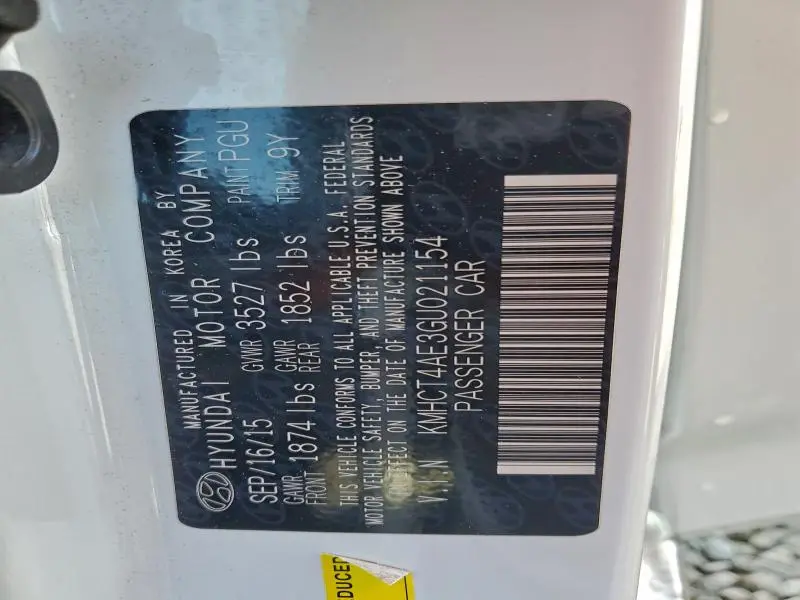 MANUFACTURED IN KOREA BY
HYUNDAI MOTOR COMPANY
SEP/16/15 GVWR 3527 lbs PAINT PGU
GAWR FRONT 1874 lbs GAWR REAR 1852 lbs TRIM 9Y
THIS VEHICLE CONFORMS TO ALL APPLICABLE U.S.A. FEDERAL
MOTOR VEHICLE SAFETY, BUMPER, AND THEFT PREVENTION STANDARDS
IN EFFECT ON THE DATE OF MANUFACTURE SHOWN ABOVE
V.I.N KMHCT4AE3GU021154
PASSENGER CAR